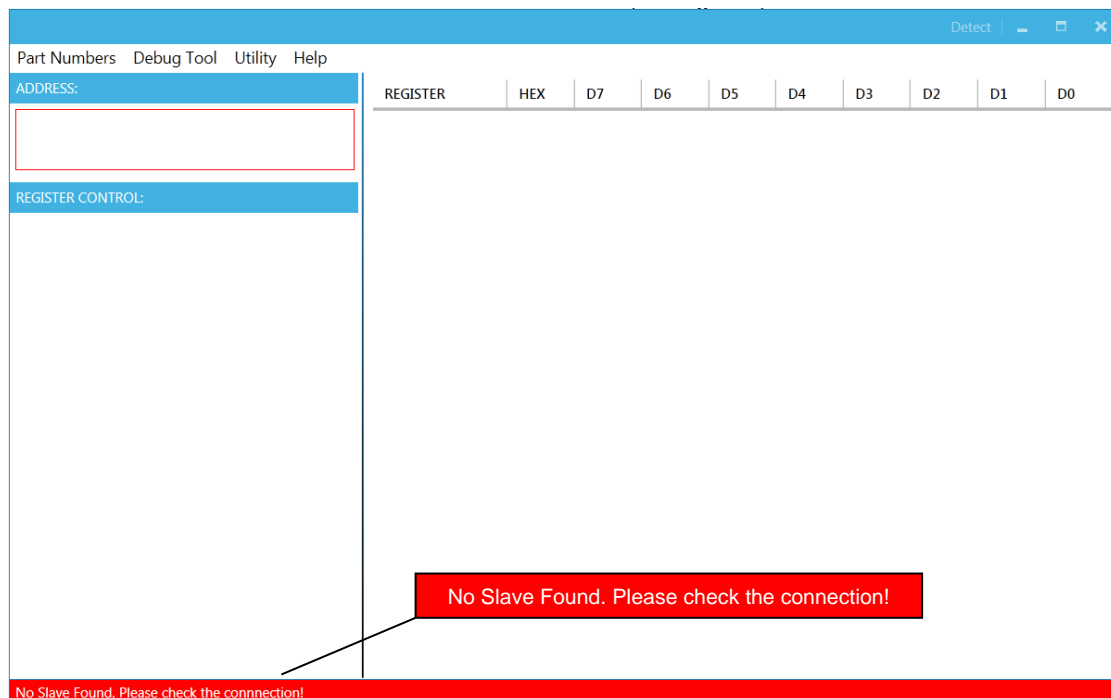 Detect
Part Numbers Debug Tool Utility Help
ADDRESS:
REGISTER CONTROL:
REGISTER HEX D7 D6 D5 D4 D3 D2 D1 D0
No Slave Found. Please check the connection!
No Slave Found. Please check the connnection!